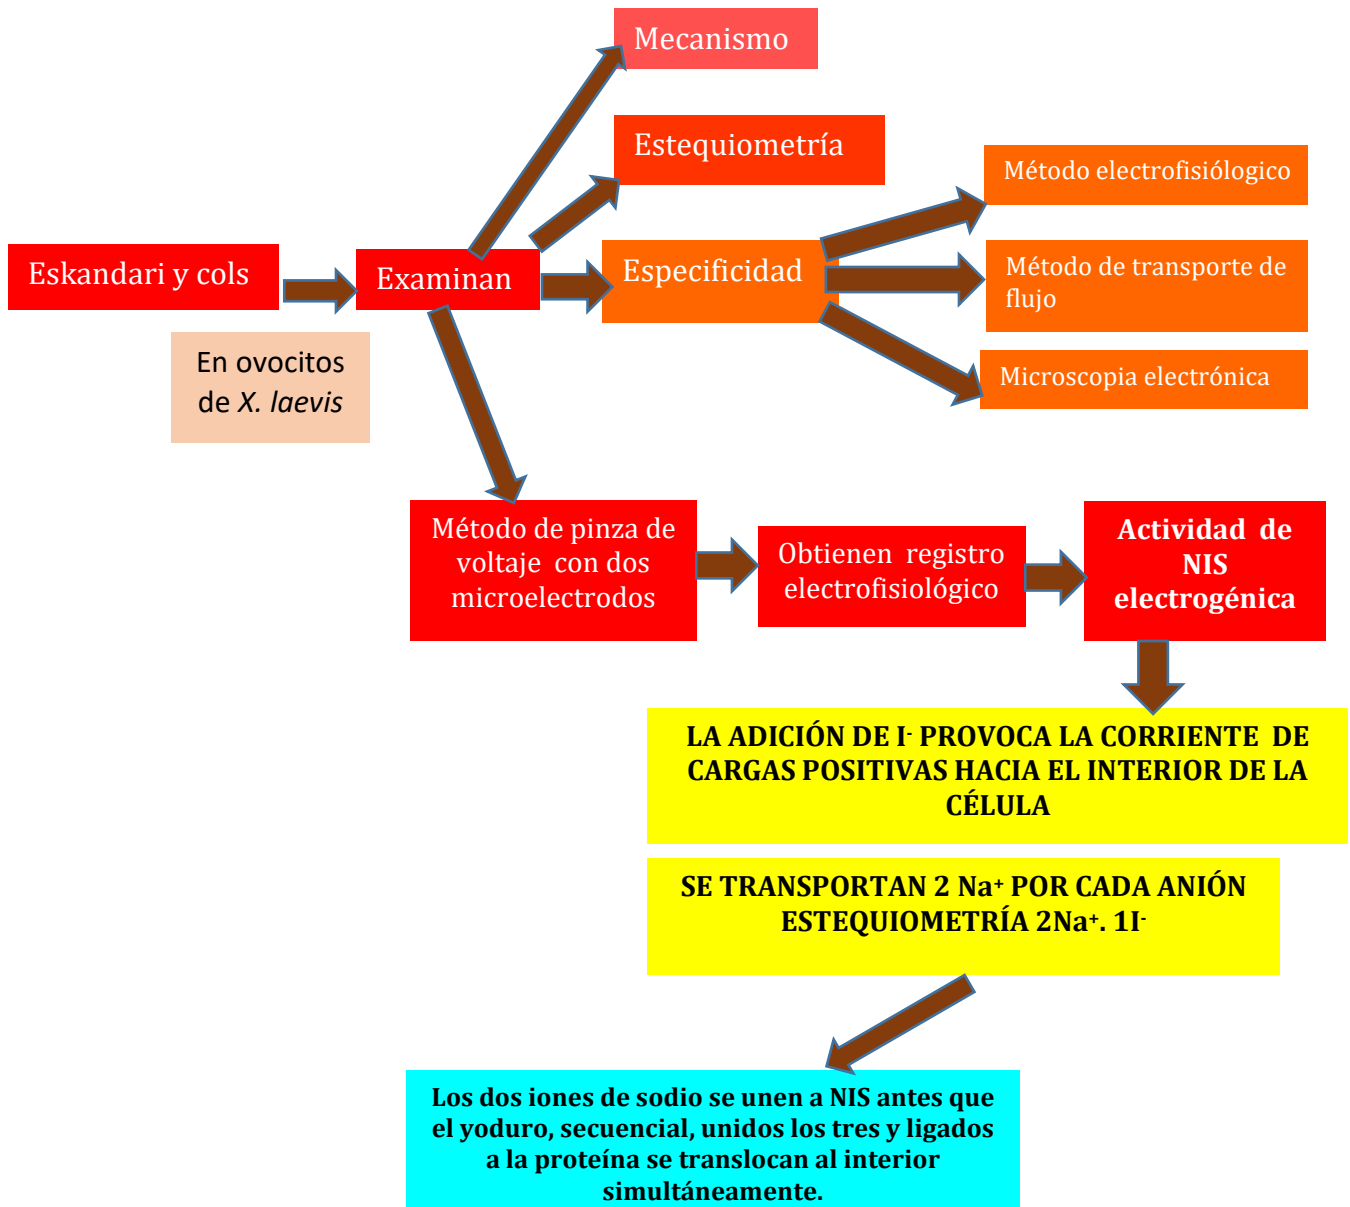 Mecanismo
Estequiometría
Método electrofisiólogico
Eskandari y cols
Examinan
Especificidad
Método de transporte de
flujo
En ovocitos
de X. laevis
Microscopia electrónica
Método de pinza de
voltaje con dos
microelectrodos
Obtienen registro
electrofisiológico
Actividad de
NIS
electrogénica
LA ADICIÓN DE I- PROVOCA LA CORRIENTE DE
CARGAS POSITIVAS HACIA EL INTERIOR DE LA
CÉLULA
SE TRANSPORTAN 2 Na+ POR CADA ANIÓN
ESTEQUIOMETRÍA 2Na+. 1I-
Los dos iones de sodio se unen a NIS antes que
el yoduro, secuencial, unidos los tres y ligados
a la proteína se translocan al interior
simultáneamente.